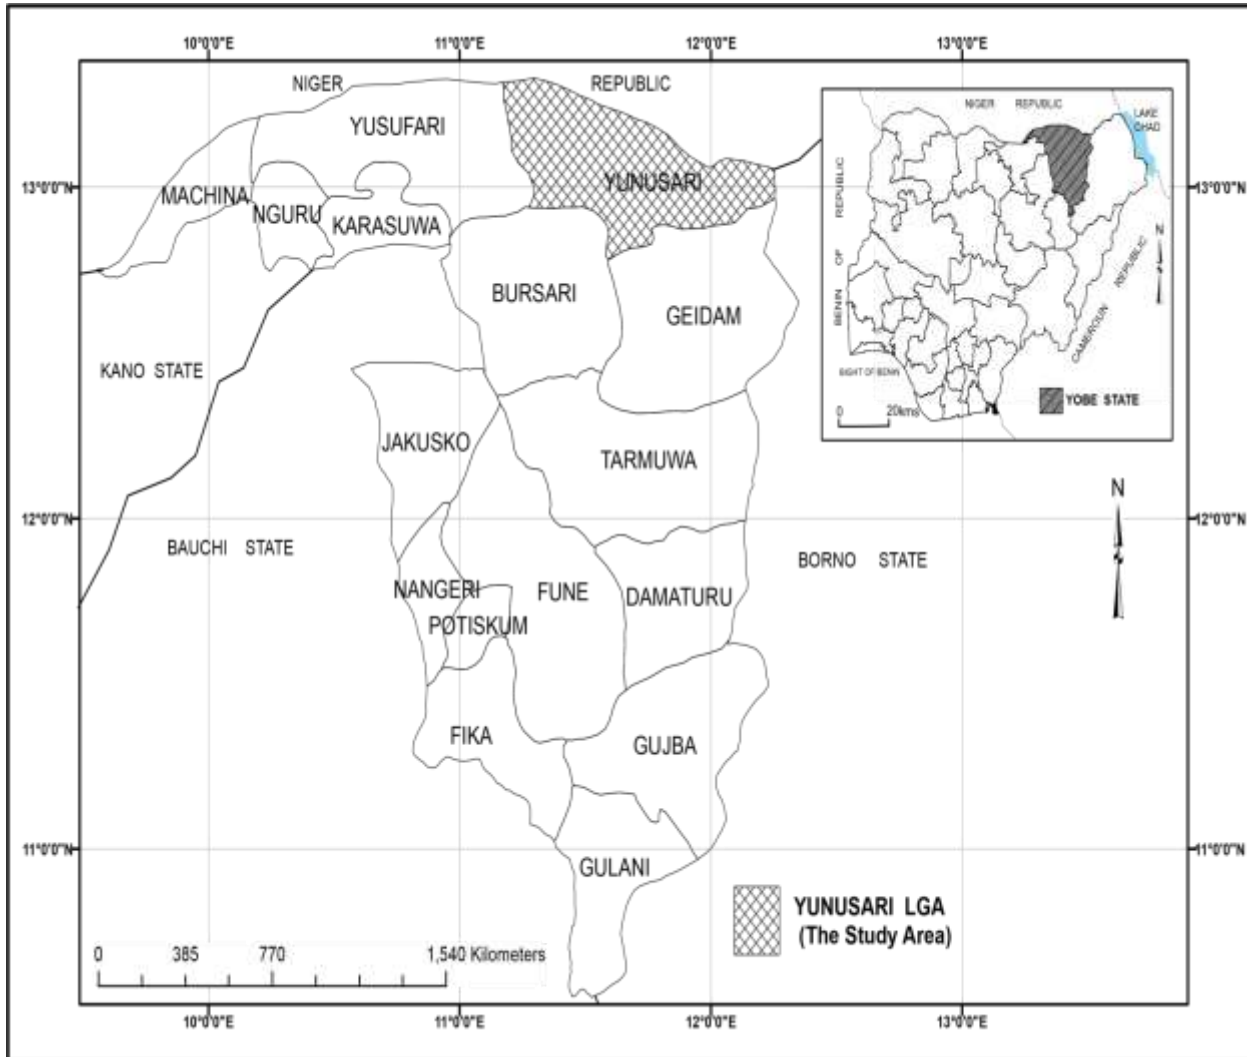 10°0'0"E 11°0'0"E 12°0'0"E 13°0'0"E
NIGER REPUBLIC
YUSUFARI
13°0'0"N 13°0'0"N
MACHINA
YUNUSARI
NGURU
KARASUWA
BURSARI
GEIDAM
KANO STATE
JAKUSKO
TARMUWA
12°0'0"N 12°0'0"N
BAUCHI STATE
BORNO STATE
NANGERI
FUNE
DAMATURU
POTISKUM
FIKA
GUJBA
11°0'0"N 11°0'0"N
GULANI
NIGER REPUBLIC
LAKE
CHAD
REPUBLIC
BENIN OF
CAMEROUN REPUBLIC
N
BIGHT OF BENIN
YOBE STATE
0 20kms
N
YUNUSARI LGA
(The Study Area)
0 385 770 1,540 Kilometers
10°0'0"E 11°0'0"E 12°0'0"E 13°0'0"E